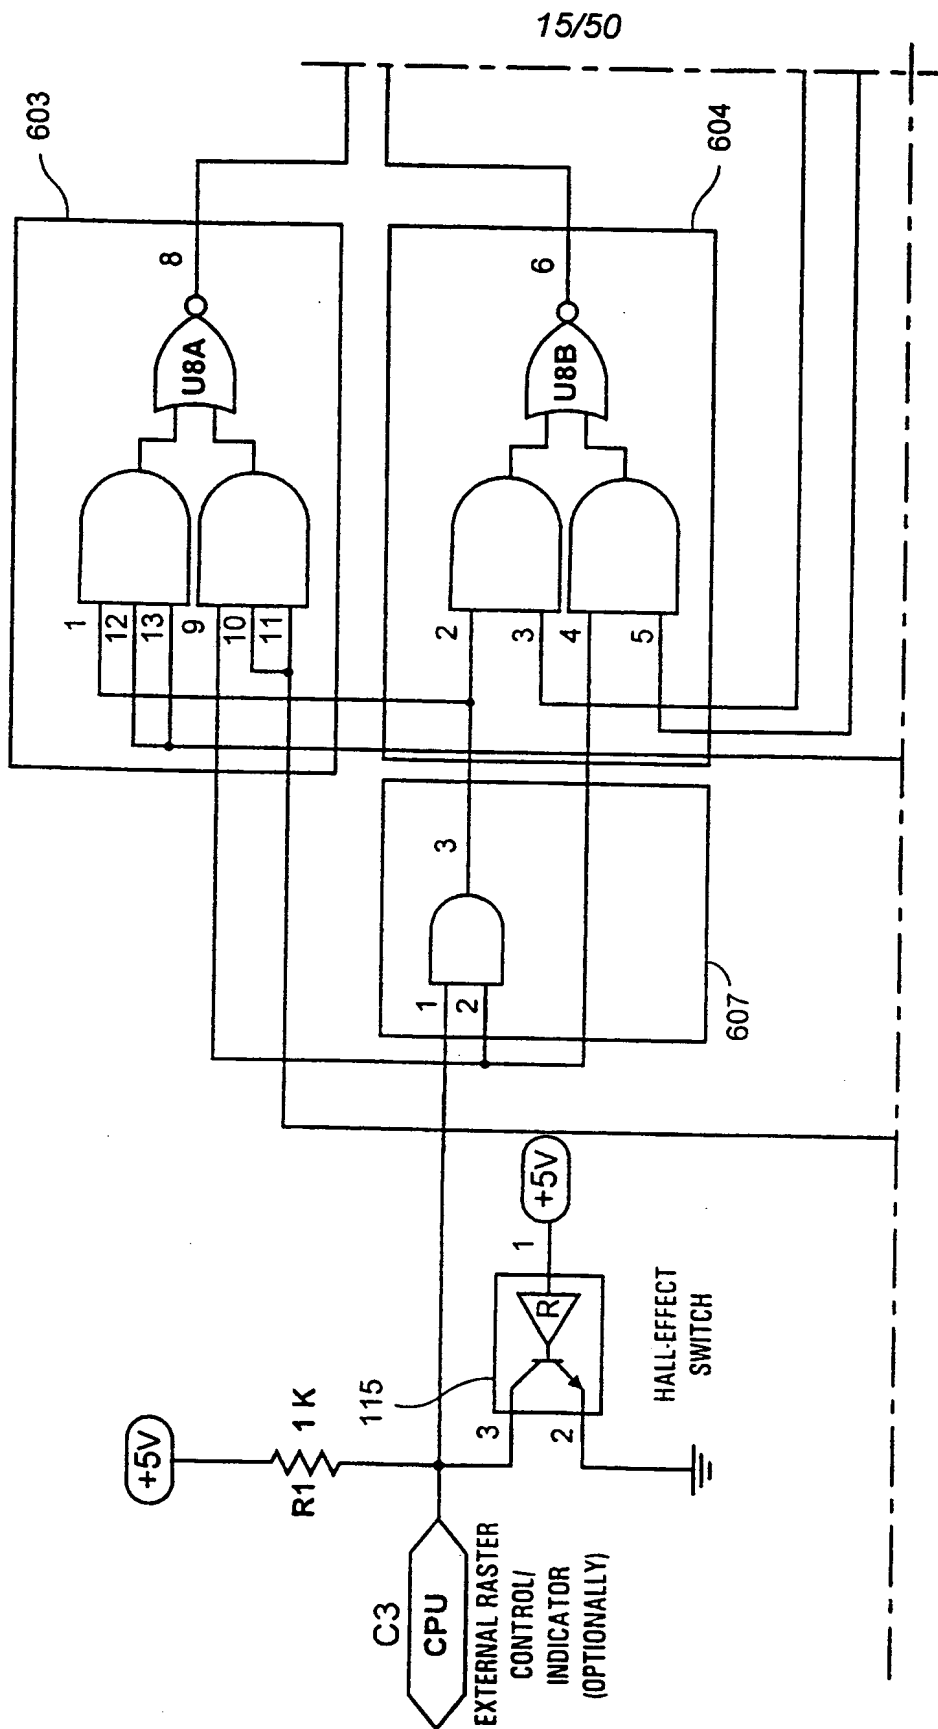 15/50
603
8
U8A
1
12
13
9
10
11
604
6
U8B
2
3
4
5
3
1
2
607
+5V
R1
1 K
115
3
2
R
1
+5V
HALL-EFFECT
SWITCH
C3
CPU
EXTERNAL RASTER
CONTROL/
INDICATOR
(OPTIONALLY)